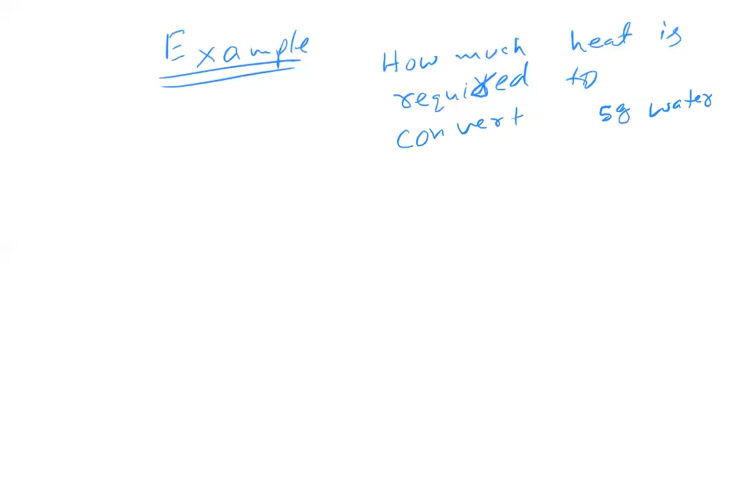 Example
How much heat is
required to
convert 5g water